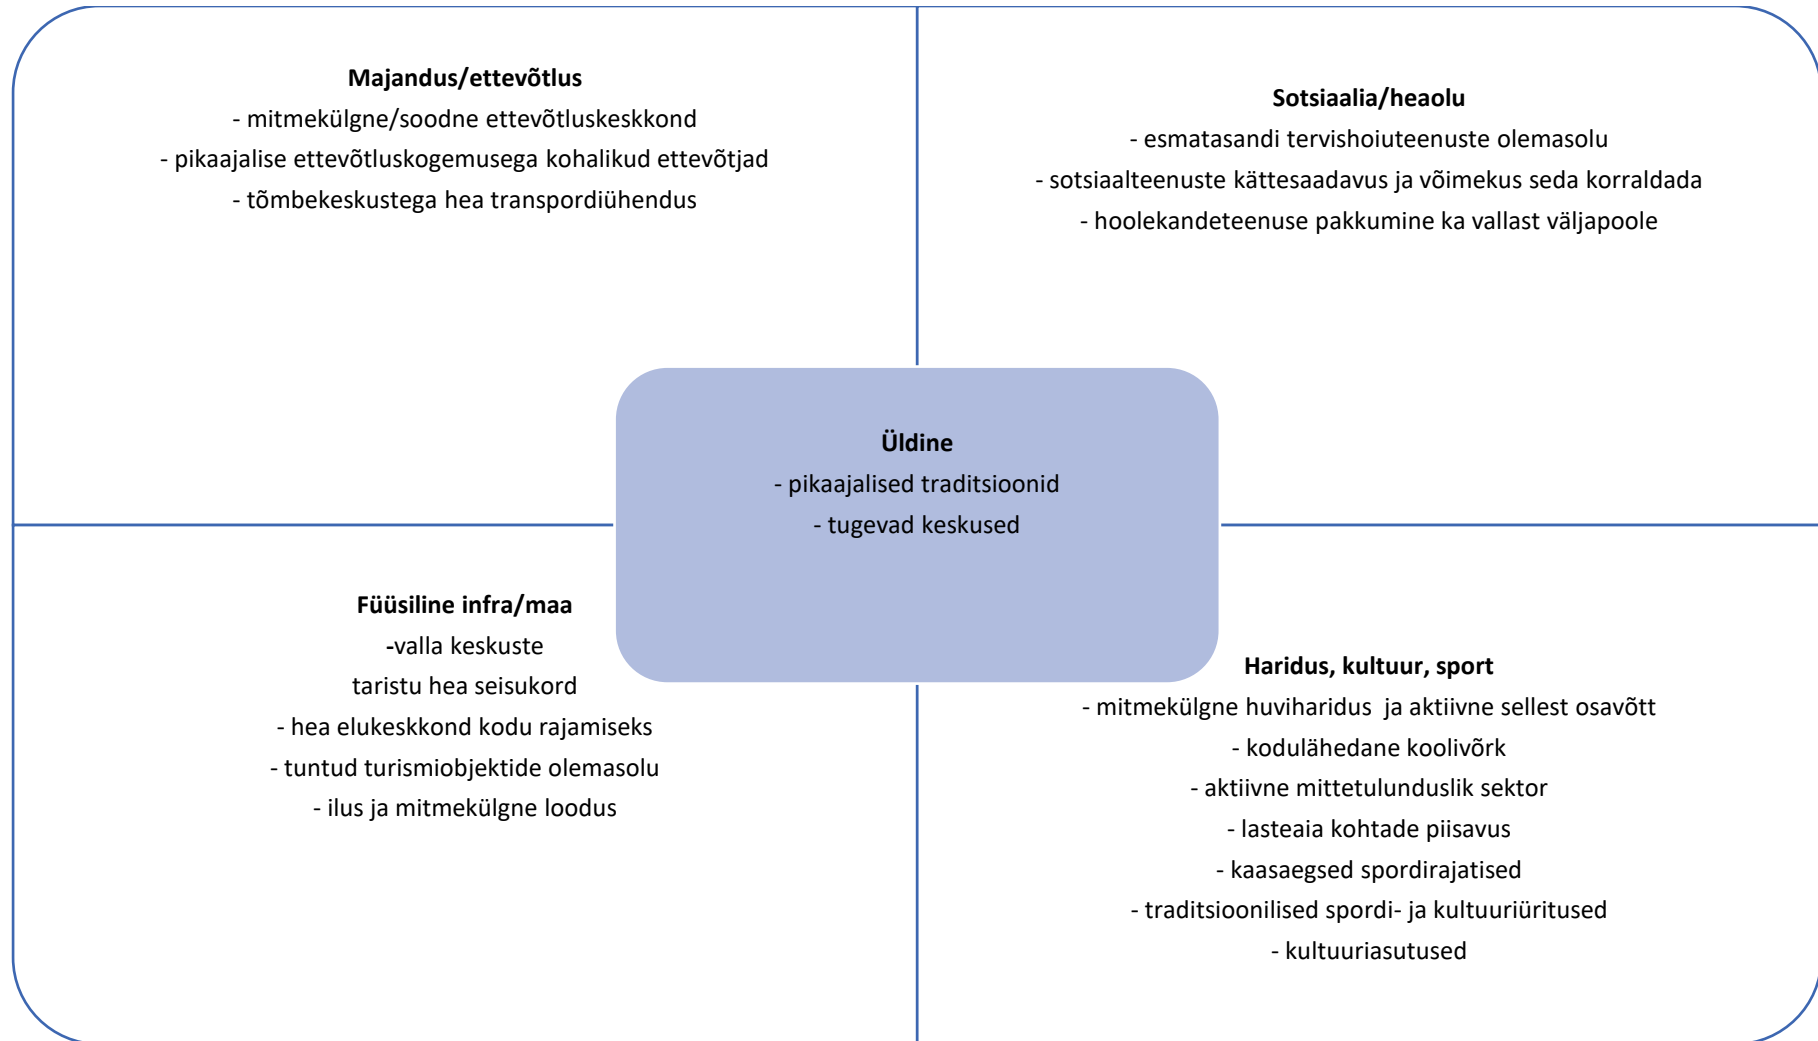 Majandus/ettevõtlus
- mitmekülgne/soodne ettevõtluskeskkond
- pikaajalise ettevõtluskogemusega kohalikud ettevõtjad
- tõmbekeskustega hea transpordiühendus
Sotsiaalia/heaolu
- esmatasandi tervishoiuteenuste olemasolu
- sotsiaalteenuste kättesaadavus ja võimekus seda korraldada
- hoolekandeteenuse pakkumine ka vallast väljapoole
Üldine
- pikaajalised traditsioonid
- tugevad keskused
Füüsiline infra/maa
-valla keskuste
taristu hea seisukord
- hea elukeskkond kodu rajamiseks
- tuntud turismiobjektide olemasolu
- ilus ja mitmekülgne loodus
Haridus, kultuur, sport
- mitmekülgne huviharidus  ja aktiivne sellest osavõtt
- kodulähedane koolivõrk
- aktiivne mittetulunduslik sektor
- lasteaia kohtade piisavus
- kaasaegsed spordirajatised
- traditsioonilised spordi- ja kultuuriüritused
- kultuuriasutused